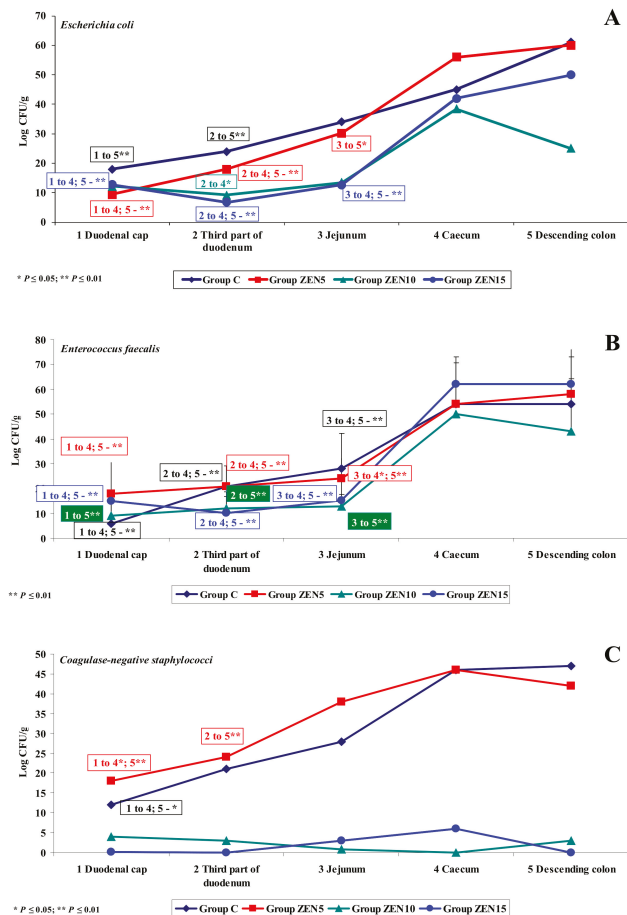 A
Escherichia coli
70
60
50
40
30
20
10
0
Log CFU/g
1 to 5**
2 to 5**
1 to 4; 5 - **
1 to 4; 5 - **
2 to 4*
2 to 4; 5 - **
2 to 4; 5 - **
3 to 5*
3 to 4; 5 - **
1 Duodenal cap
2 Third part of duodenum
3 Jejunum
4 Caecum
5 Descending colon
* P ≤ 0.05; ** P ≤ 0.01
Group C Group ZEN5 Group ZEN10 Group ZEN15
B
Enterococcus faecalis
80
70
60
50
40
30
20
10
0
Log CFU/g
1 to 4; 5 - **
1 to 4; 5 - **
1 to 5**
1 to 4; 5 - **
2 to 4; 5 - **
2 to 4; 5 - **
2 to 5**
2 to 4; 5 - **
3 to 4; 5 - **
3 to 4*; 5**
3 to 4; 5 - **
3 to 5**
1 Duodenal cap
2 Third part of
duodenum
3 Jejunum
4 Caecum
5 Descending colon
** P ≤ 0.01
Group C Group ZEN5 Group ZEN10 Group ZEN15
C
Coagulase-negative staphylococci
50
45
40
35
30
25
20
15
10
5
0
Log CFU/g
1 to 4*; 5**
2 to 5**
1 to 4; 5 - *
1 Duodenal cap
2 Third part of
duodenum
3 Jejunum
4 Caecum
5 Descending colon
* P ≤ 0.05; ** P ≤ 0.01
Group C Group ZEN5 Group ZEN10 Group ZEN15